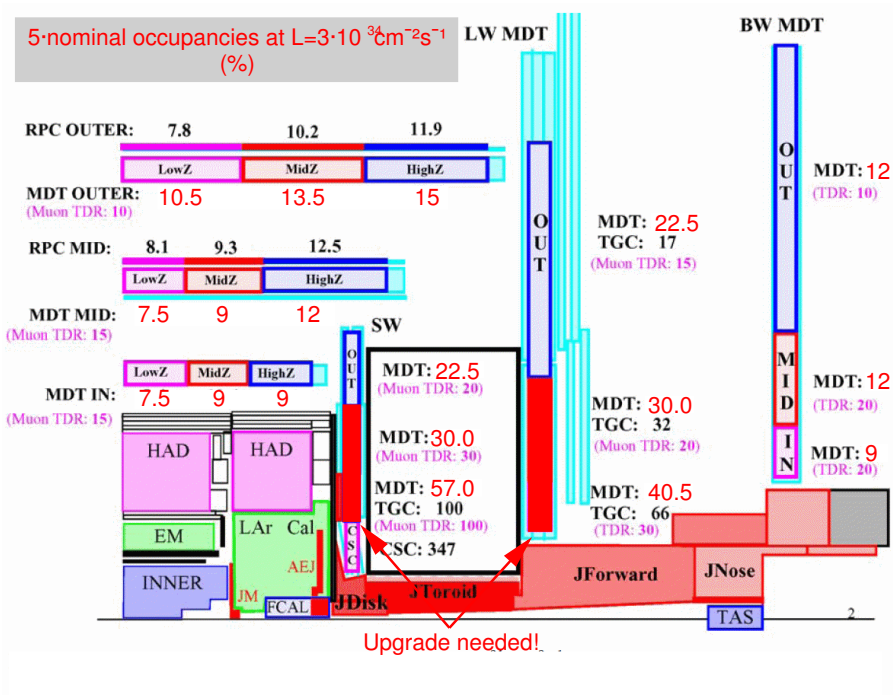 5·nominal occupancies at L=3·10 ³⁴cm⁻²s⁻¹
(%)
LW MDT
BW MDT
RPC OUTER: 7.8 10.2 11.9
LowZ MidZ HighZ
MDT OUTER: 10.5 13.5 15
(Muon TDR: 10)
RPC MID: 8.1 9.3 12.5
LowZ MidZ HighZ
MDT MID: 7.5 9 12
(Muon TDR: 15)
LowZ MidZ HighZ
MDT IN: 7.5 9 9
(Muon TDR: 15)
SW
OUT
CSC
MDT: 22.5
(Muon TDR: 20)
MDT: 30.0
(Muon TDR: 30)
MDT: 57.0
TGC: 100
(Muon TDR: 100)
CSC: 347
OUT
MDT: 22.5
TGC: 17
(Muon TDR: 15)
MDT: 30.0
TGC: 32
(Muon TDR: 20)
MDT: 40.5
TGC: 66
(TDR: 30)
OUT
MID
IN
MDT: 12
(TDR: 10)
MDT: 12
(TDR: 20)
MDT: 9
(TDR: 20)
HAD HAD
EM LAr Cal
INNER JM AEJ
FCAL JDisk JToroid JForward JNose
TAS
2
Upgrade needed!